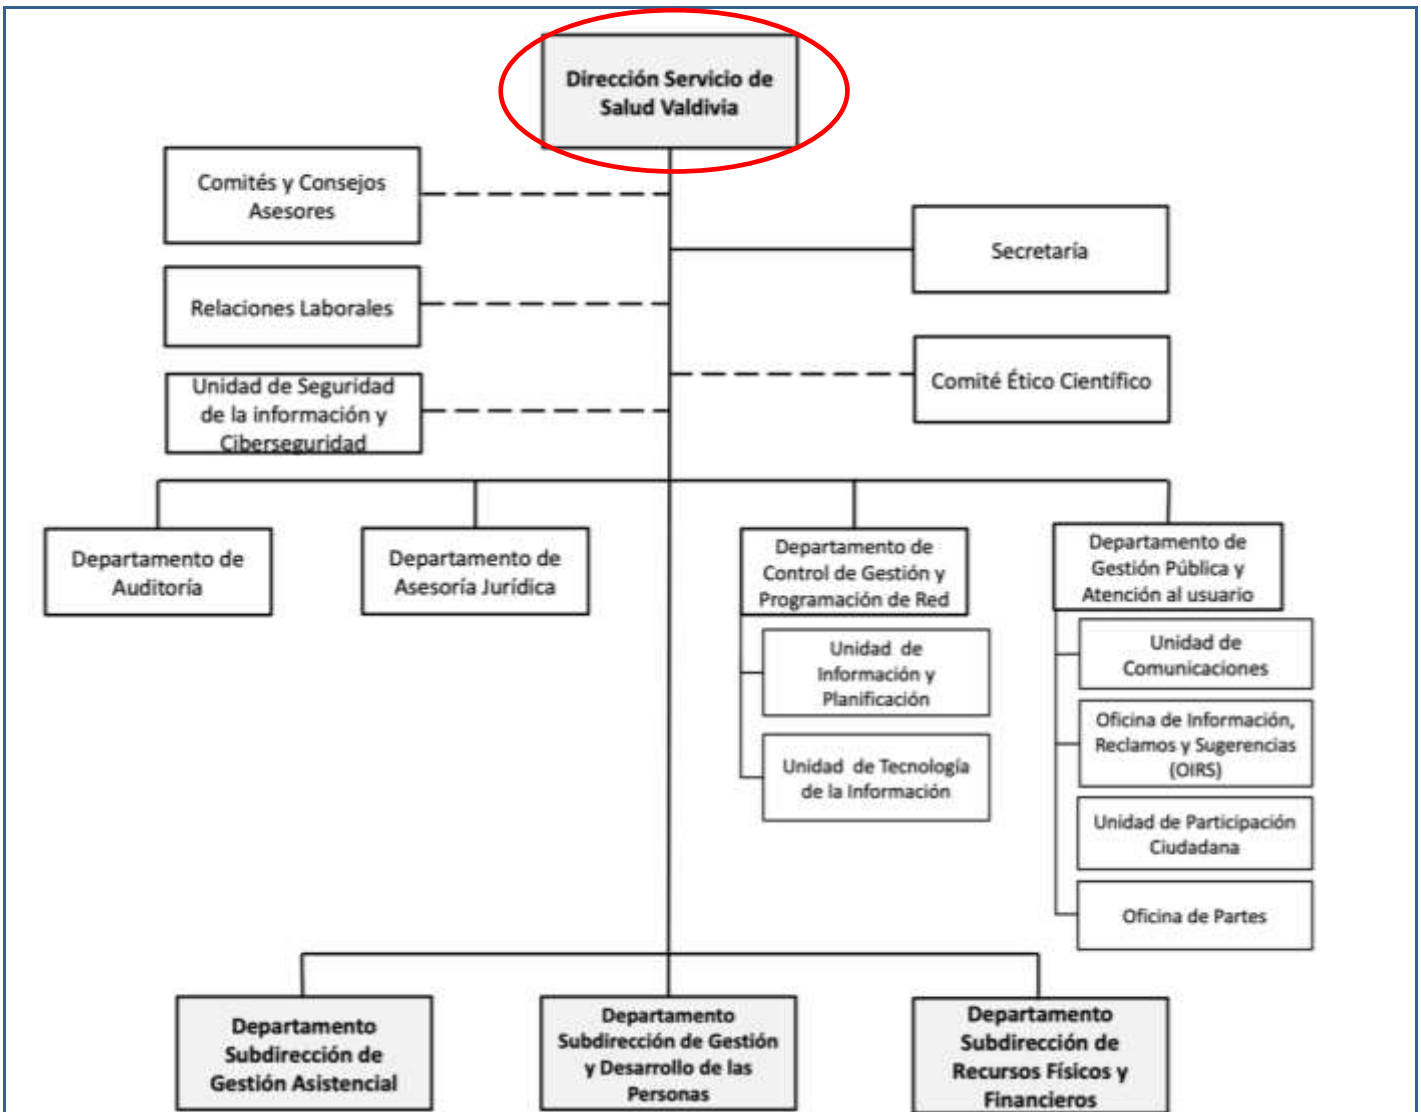 Dirección Servicio de
Salud Valdivia
Comités y Consejos
Asesores
Secretaría
Relaciones Laborales
Comité Ético Científico
Unidad de Seguridad
de la información y
Ciberseguridad
Departamento de
Auditoría
Departamento de
Asesoría Jurídica
Departamento de
Control de Gestión y
Programación de Red
Unidad de
Información y
Planificación
Unidad de Tecnología
de la Información
Departamento de
Gestión Pública y
Atención al usuario
Unidad de
Comunicaciones
Oficina de Información,
Reclamos y Sugerencias
(OIRS)
Unidad de Participación
Ciudadana
Oficina de Partes
Departamento
Subdirección de
Gestión Asistencial
Departamento
Subdirección de Gestión
y Desarrollo de las
Personas
Departamento
Subdirección de
Recursos Físicos y
Financieros